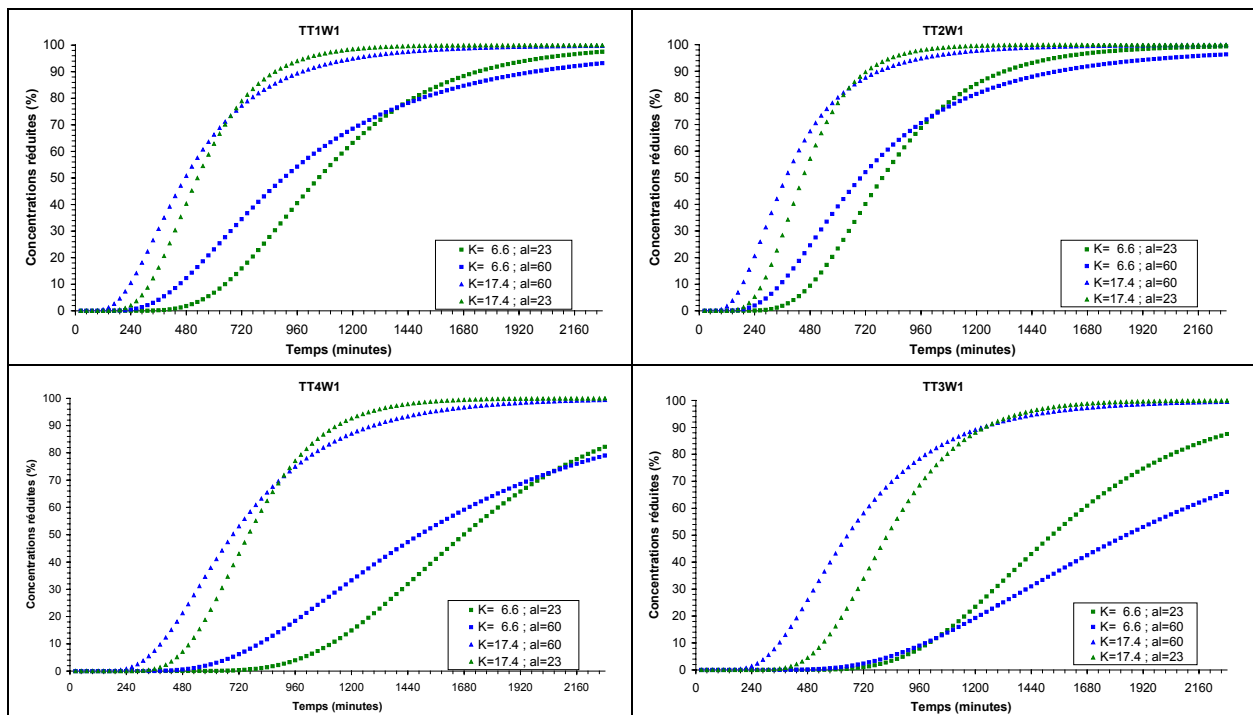 TT1W1
Concentrations réduites (%)
100
90
80
70
60
50
40
30
20
10
0
0 240 480 720 960 1200 1440 1680 1920 2160
Temps (minutes)
K= 6.6 ; al=23
K= 6.6 ; al=60
K=17.4 ; al=60
K=17.4 ; al=23
TT2W1
Concentrations réduites (%)
100
90
80
70
60
50
40
30
20
10
0
0 240 480 720 960 1200 1440 1680 1920 2160
Temps (minutes)
K= 6.6 ; al=23
K= 6.6 ; al=60
K=17.4 ; al=60
K=17.4 ; al=23
TT4W1
Concentrations réduites (%)
100
90
80
70
60
50
40
30
20
10
0
0 240 480 720 960 1200 1440 1680 1920 2160
Temps (minutes)
K= 6.6 ; al=23
K= 6.6 ; al=60
K=17.4 ; al=60
K=17.4 ; al=23
TT3W1
Concentrations réduites (%)
100
90
80
70
60
50
40
30
20
10
0
0 240 480 720 960 1200 1440 1680 1920 2160
Temps (minutes)
K= 6.6 ; al=23
K= 6.6 ; al=60
K=17.4 ; al=60
K=17.4 ; al=23